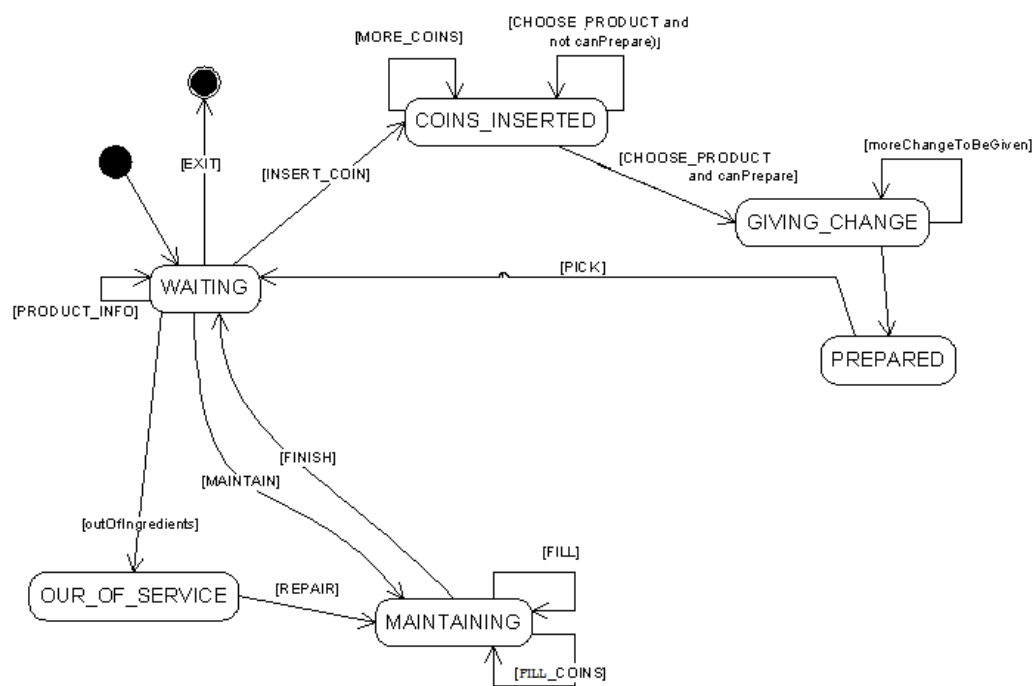 [CHOOSE_PRODUCT and
not canPrepare)]
[MORE_COINS]
COINS_INSERTED
[EXIT]
[INSERT_COIN]
[CHOOSE_PRODUCT
and canPrepare]
[moreChangeToBeGiven]
GIVING_CHANGE
WAITING
[PICK]
[PRODUCT_INFO]
PREPARED
[FINISH]
[MAINTAIN]
[outOfIngredients]
[FILL]
OUR_OF_SERVICE
[REPAIR]
MAINTAINING
[FILL_COINS]